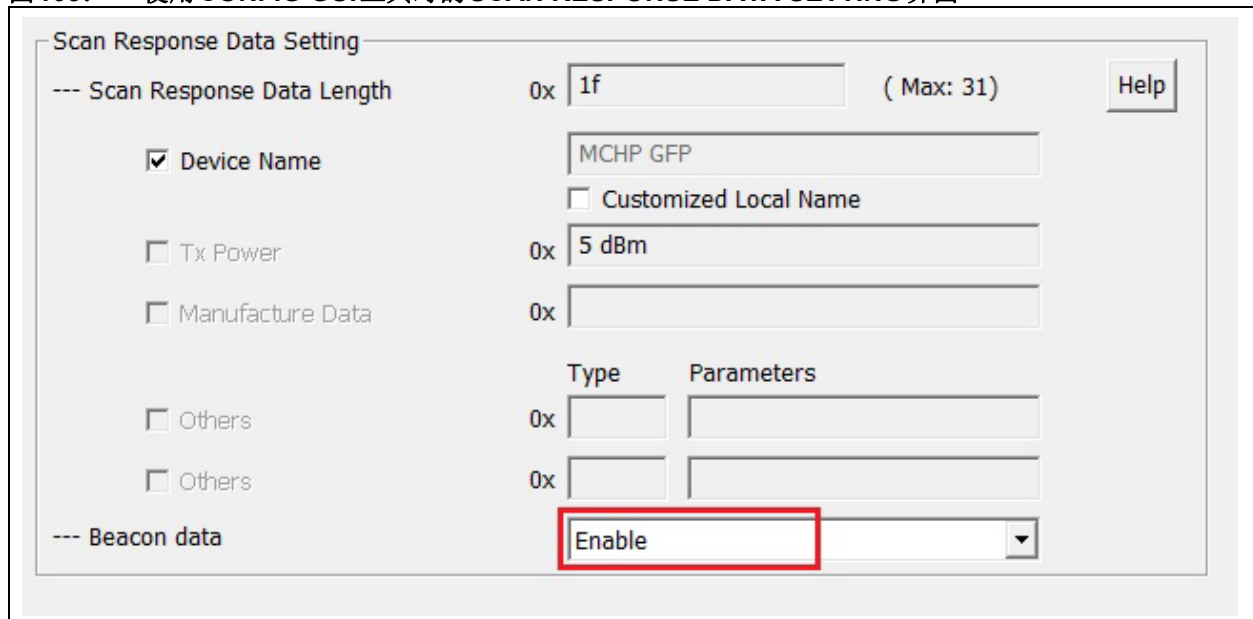 Scan Response Data Setting
--- Scan Response Data Length 0x 1f ( Max: 31) Help
Device Name MCHP GFP
Customized Local Name
Tx Power 0x 5 dBm
Manufacture Data 0x
Type Parameters
Others 0x
Others 0x
--- Beacon data Enable